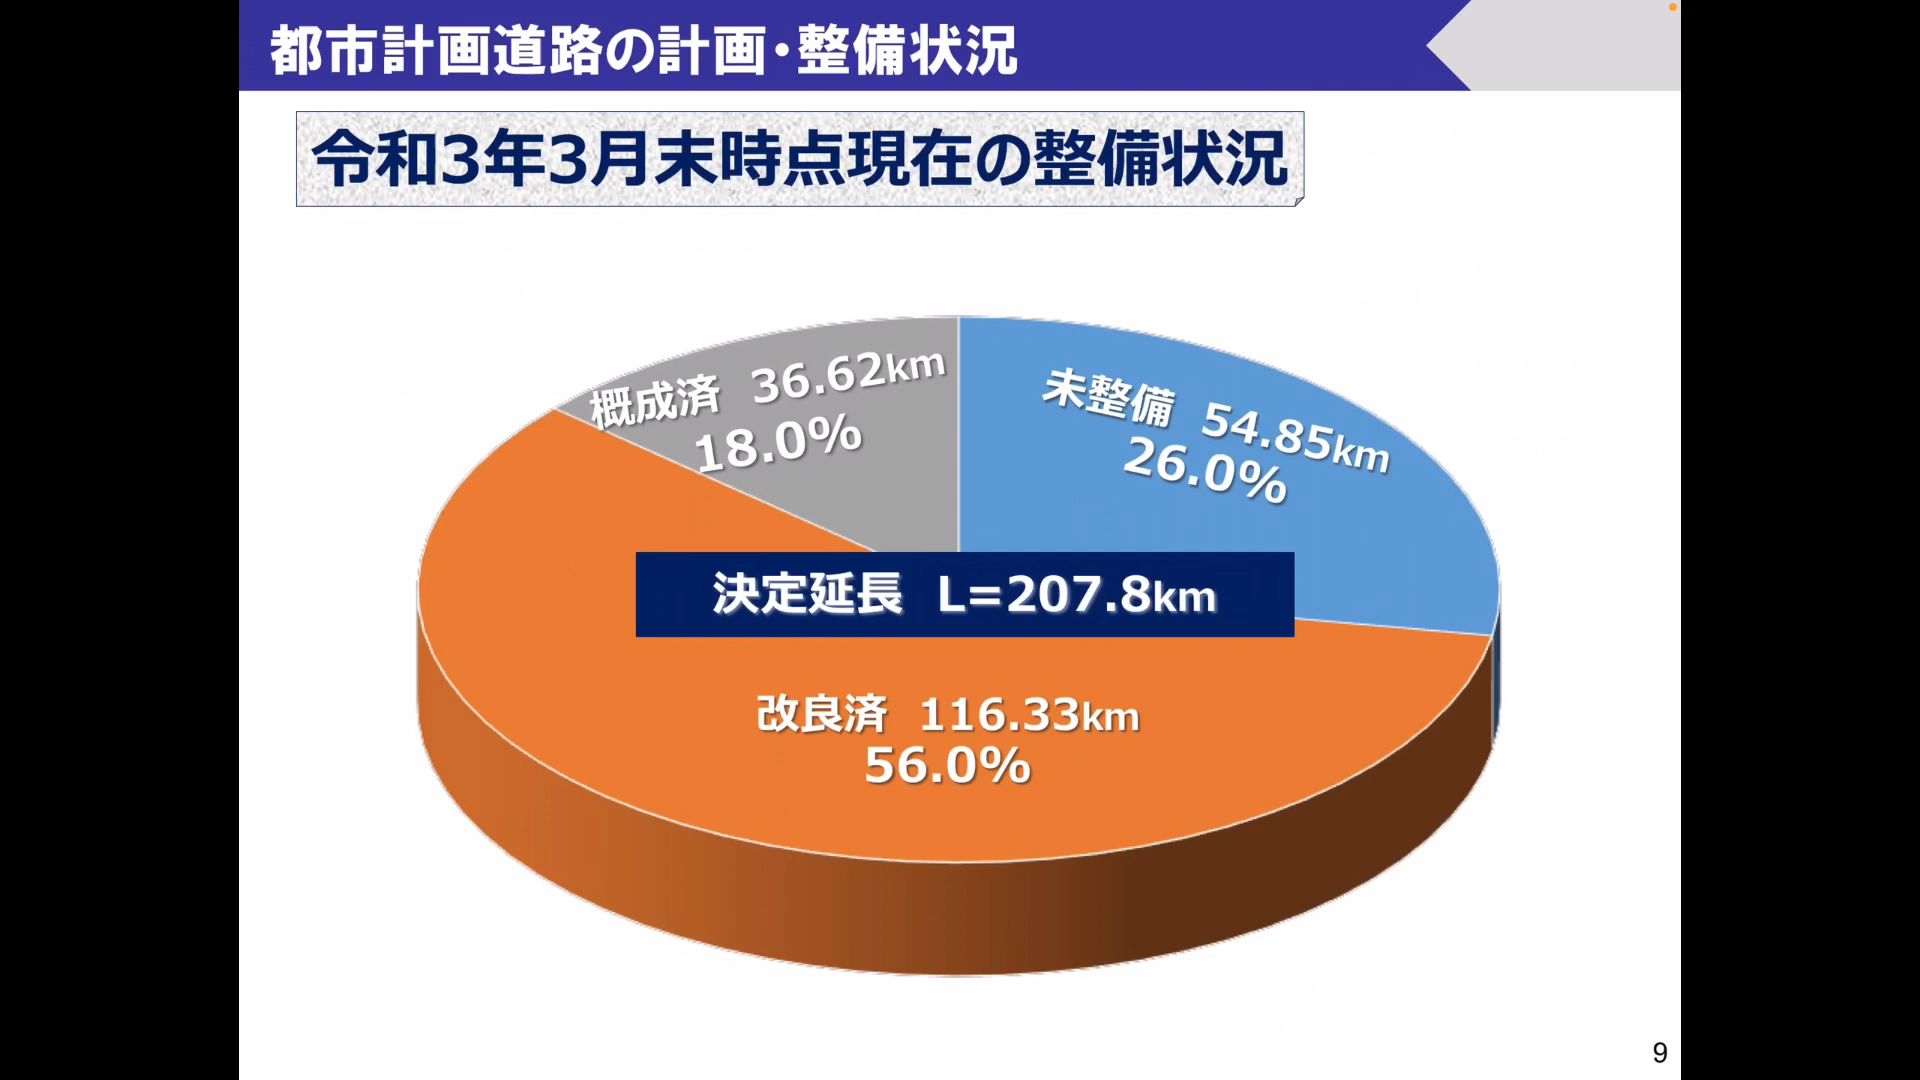 都市計画道路の計画・整備状況
令和3年3月末時点現在の整備状況
概成済 36.62km
18.0%
未整備 54.85km
26.0%
決定延長 L=207.8km
改良済 116.33km
56.0%
9